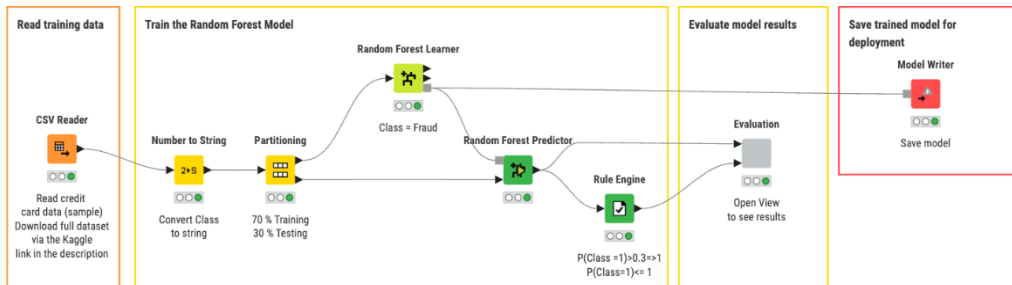 Read training data
CSV Reader
Read credit
card data (sample)
Download full dataset
via the Kaggle
link in the description
Train the Random Forest Model
Number to String
2▸S
Convert Class
to string
Partitioning
70 % Training
30 % Testing
Random Forest Learner
Class = Fraud
Random Forest Predictor
Rule Engine
P(Class =1)>0.3=>1
P(Class=1)<= 1
Evaluate model results
Evaluation
Open View
to see results
Save trained model for
deployment
Model Writer
Save model